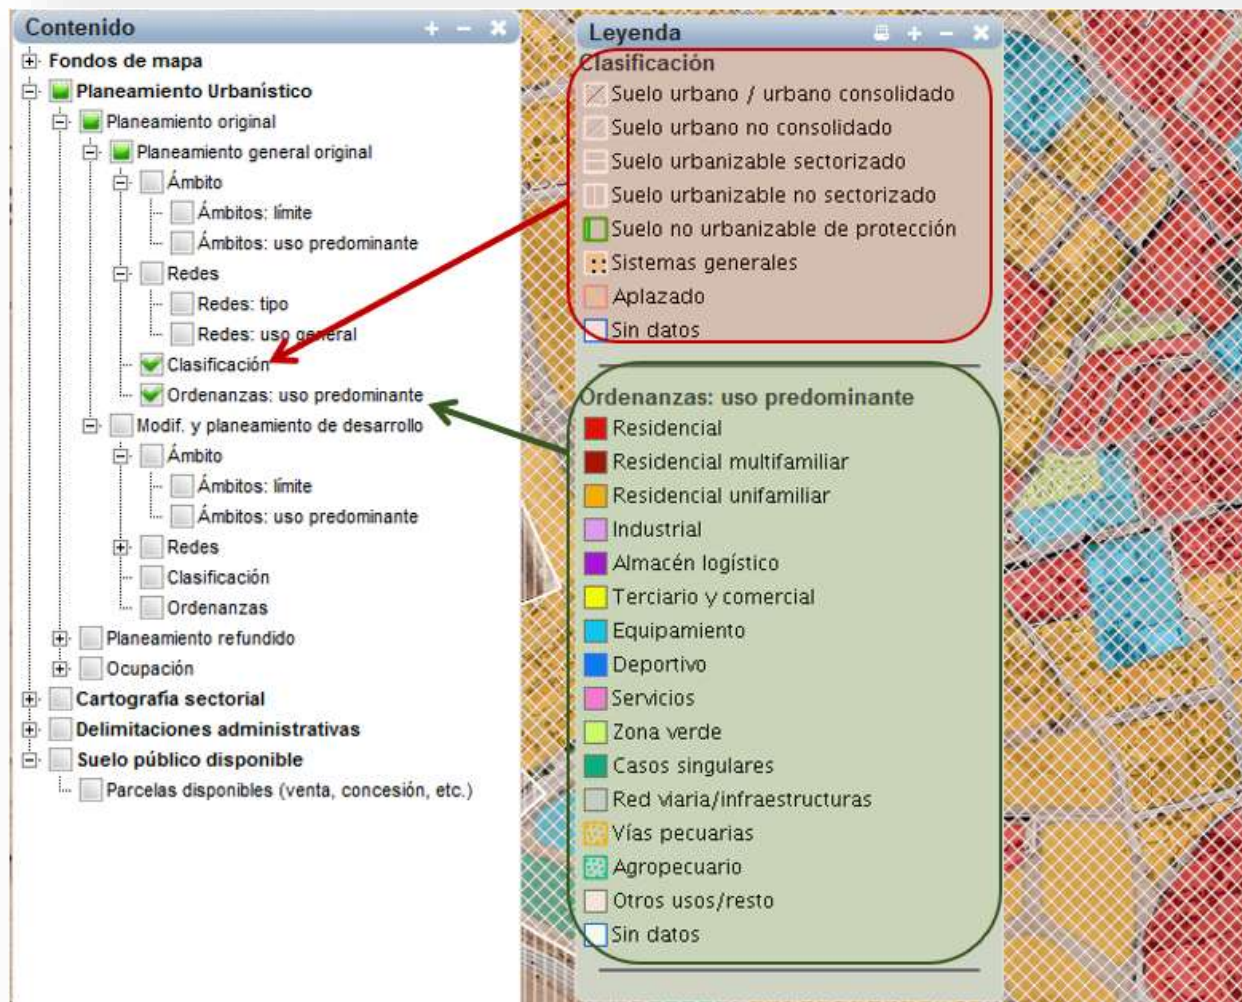 Contenido
Fondos de mapa
Planeamiento Urbanístico
Planeamiento original
Planeamiento general original
Ámbito
Ámbitos: límite
Ámbitos: uso predominante
Redes
Redes: tipo
Redes: uso general
Clasificación
Ordenanzas: uso predominante
Modif. y planeamiento de desarrollo
Ámbito
Ámbitos: límite
Ámbitos: uso predominante
Redes
Clasificación
Ordenanzas
Planeamiento refundido
Ocupación
Cartografía sectorial
Delimitaciones administrativas
Suelo público disponible
Parcelas disponibles (venta, concesión, etc.)
Leyenda
Clasificación
Suelo urbano / urbano consolidado
Suelo urbano no consolidado
Suelo urbanizable sectorizado
Suelo urbanizable no sectorizado
Suelo no urbanizable de protección
Sistemas generales
Aplazado
Sin datos
Ordenanzas: uso predominante
Residencial
Residencial multifamiliar
Residencial unifamiliar
Industrial
Almacén logístico
Terciario y comercial
Equipamiento
Deportivo
Servicios
Zona verde
Casos singulares
Red viaria/infraestructuras
Vías pecuarias
Agropecuario
Otros usos/resto
Sin datos